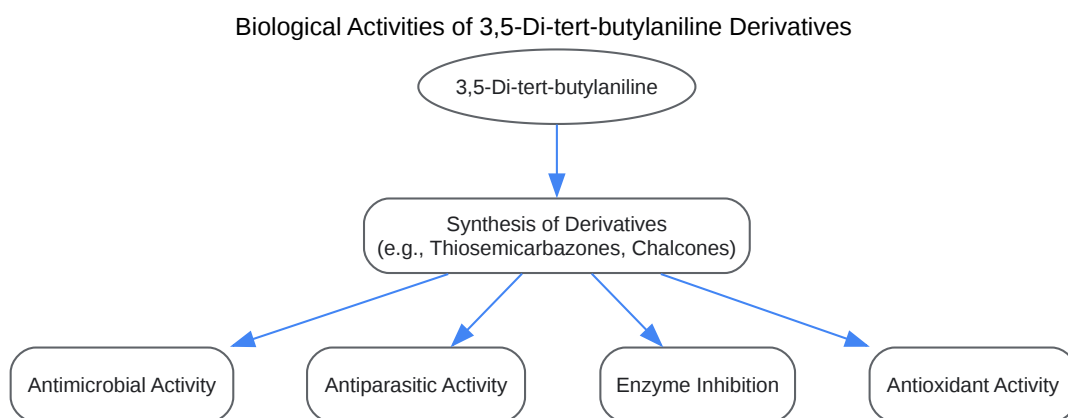 Biological Activities of 3,5-Di-tert-butylaniline Derivatives
3,5-Di-tert-butylaniline
Synthesis of Derivatives
(e.g., Thiosemicarbazones, Chalcones)
Antimicrobial Activity
Antiparasitic Activity
Enzyme Inhibition
Antioxidant Activity